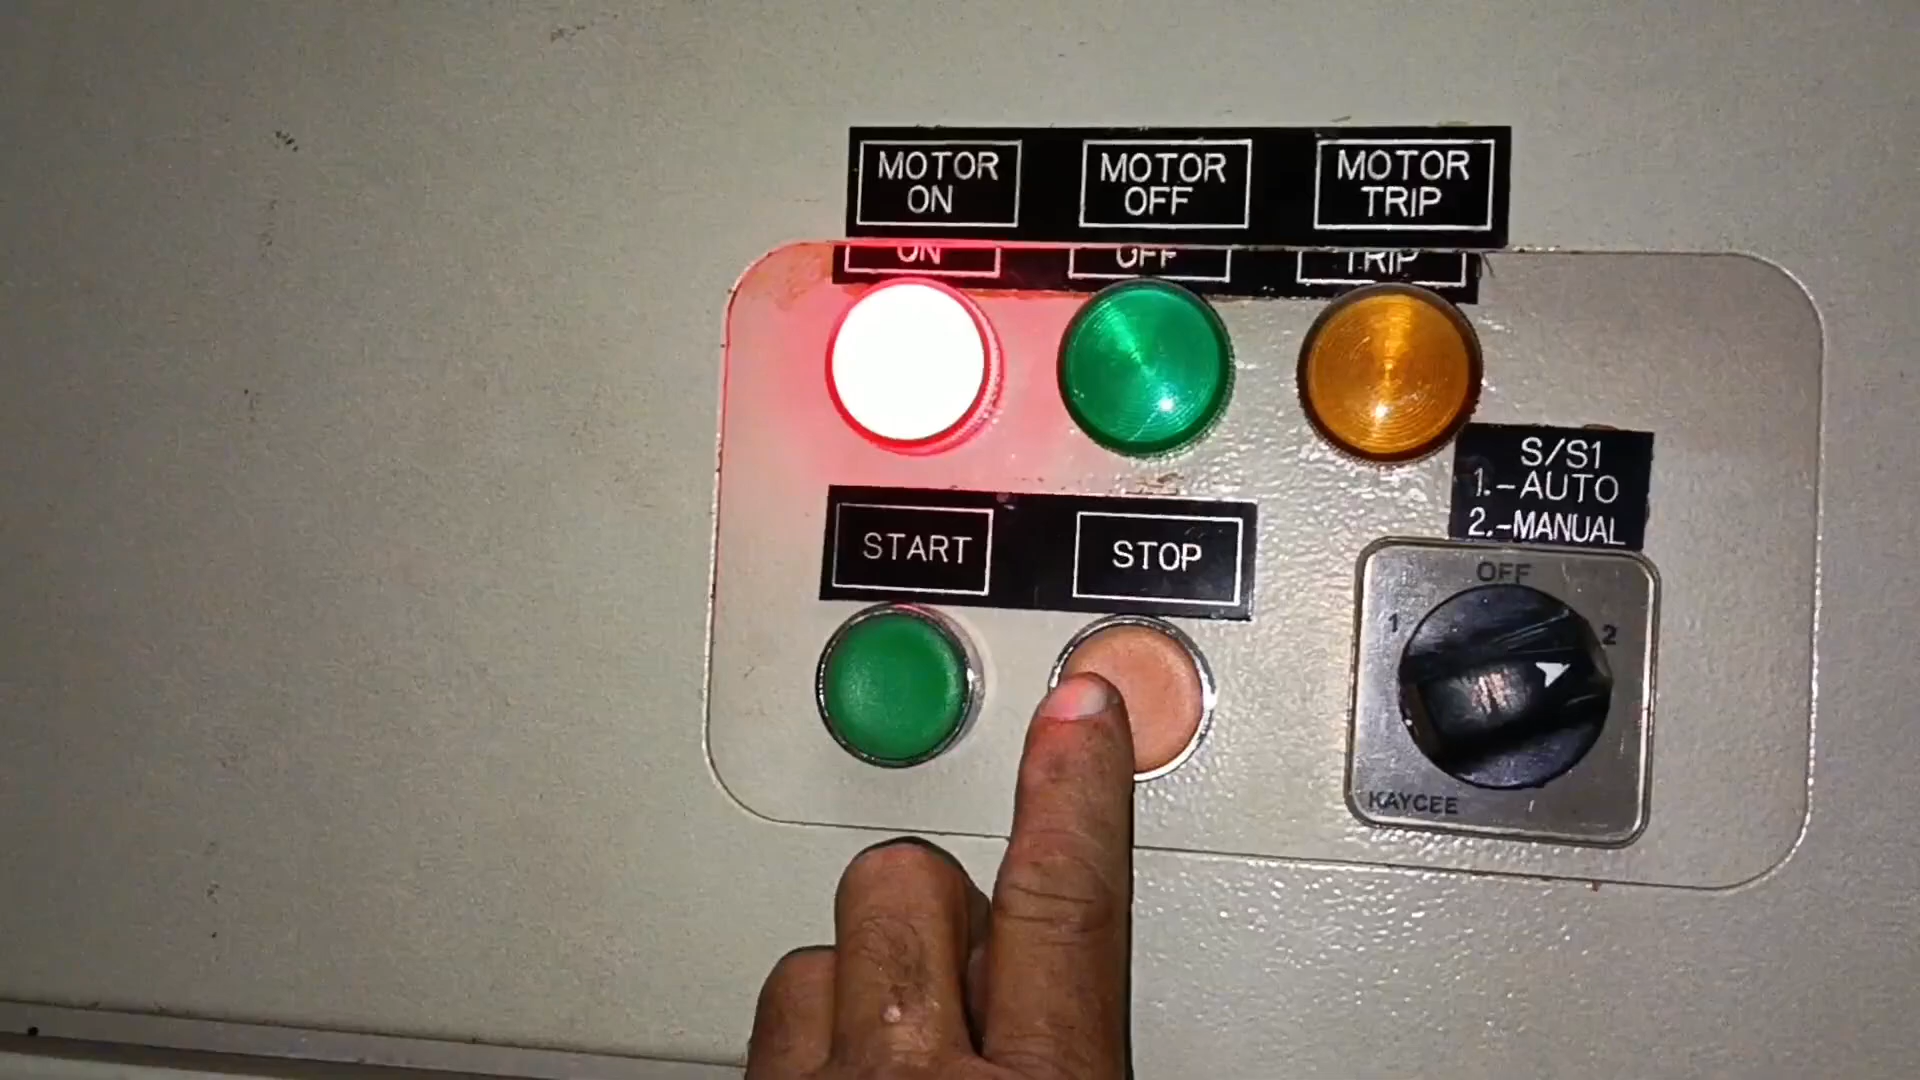 MOTOR
ON
MOTOR
OFF
MOTOR
TRIP
ON
OFF
TRIP
S/S1
1.-AUTO
2.-MANUAL
START
STOP
OFF
1
2
KAYCEE